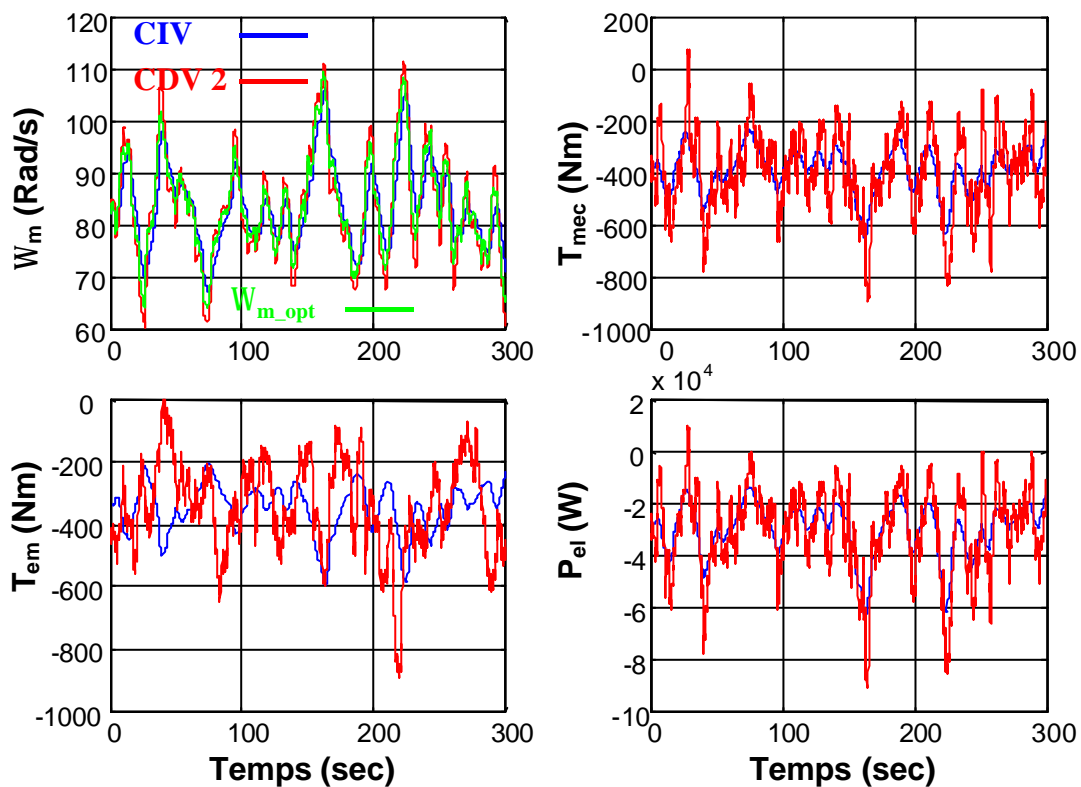 120
110
100
90
80
70
60
CIV
CDV 2
W_m_opt
W_m (Rad/s)
0 100 200 300
200
0
-200
-400
-600
-800
-1000
T_mec (Nm)
0 100 200 300
0
-200
-400
-600
-800
-1000
T_em (Nm)
0 100 200 300
Temps (sec)
x 10^4
2
0
-2
-4
-6
-8
-10
P_el (W)
0 100 200 300
Temps (sec)